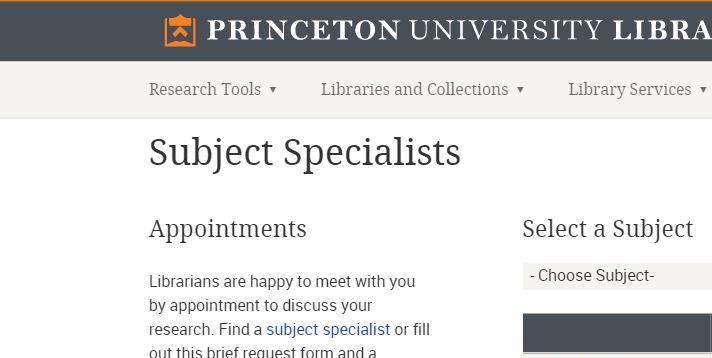 PRINCETON UNIVERSITY LIBRA
Research Tools ▼ Libraries and Collections ▼ Library Services ▼
Subject Specialists
Appointments
Librarians are happy to meet with you
by appointment to discuss your
research. Find a subject specialist or fill
out this brief request form and a
Select a Subject
- Choose Subject-